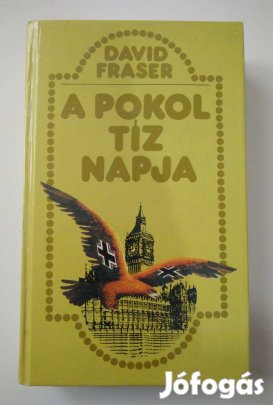 DAVID
FRASER
A POKOL
TÍZ
NAPJA
Jófogás